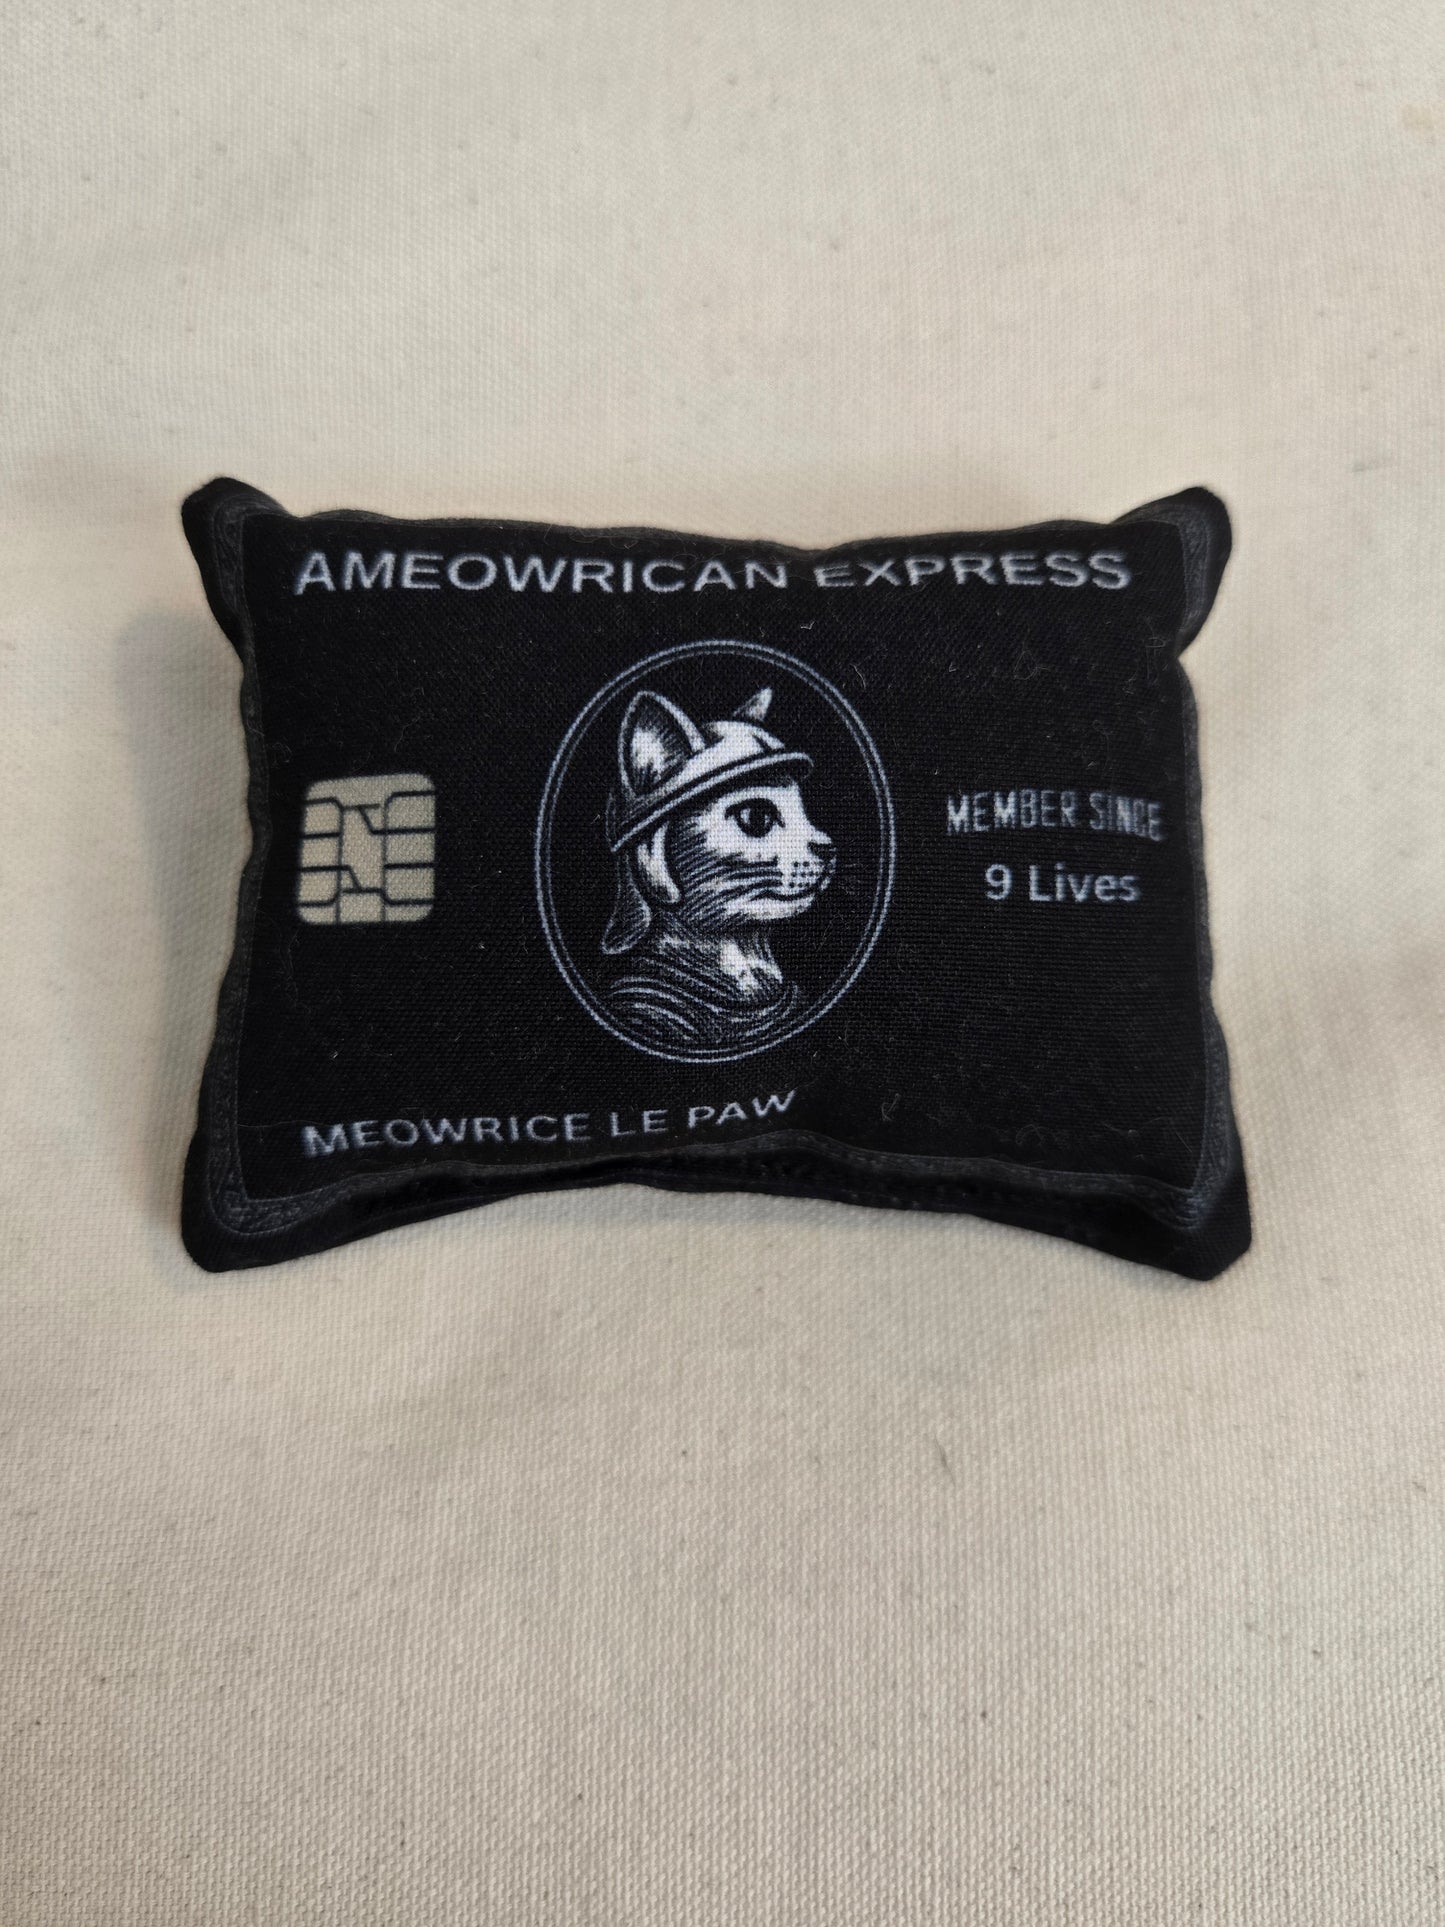 AMEOWRICAN EXPRESS
MEMBER SINCE
9 Lives
MEOWRICE LE PAW